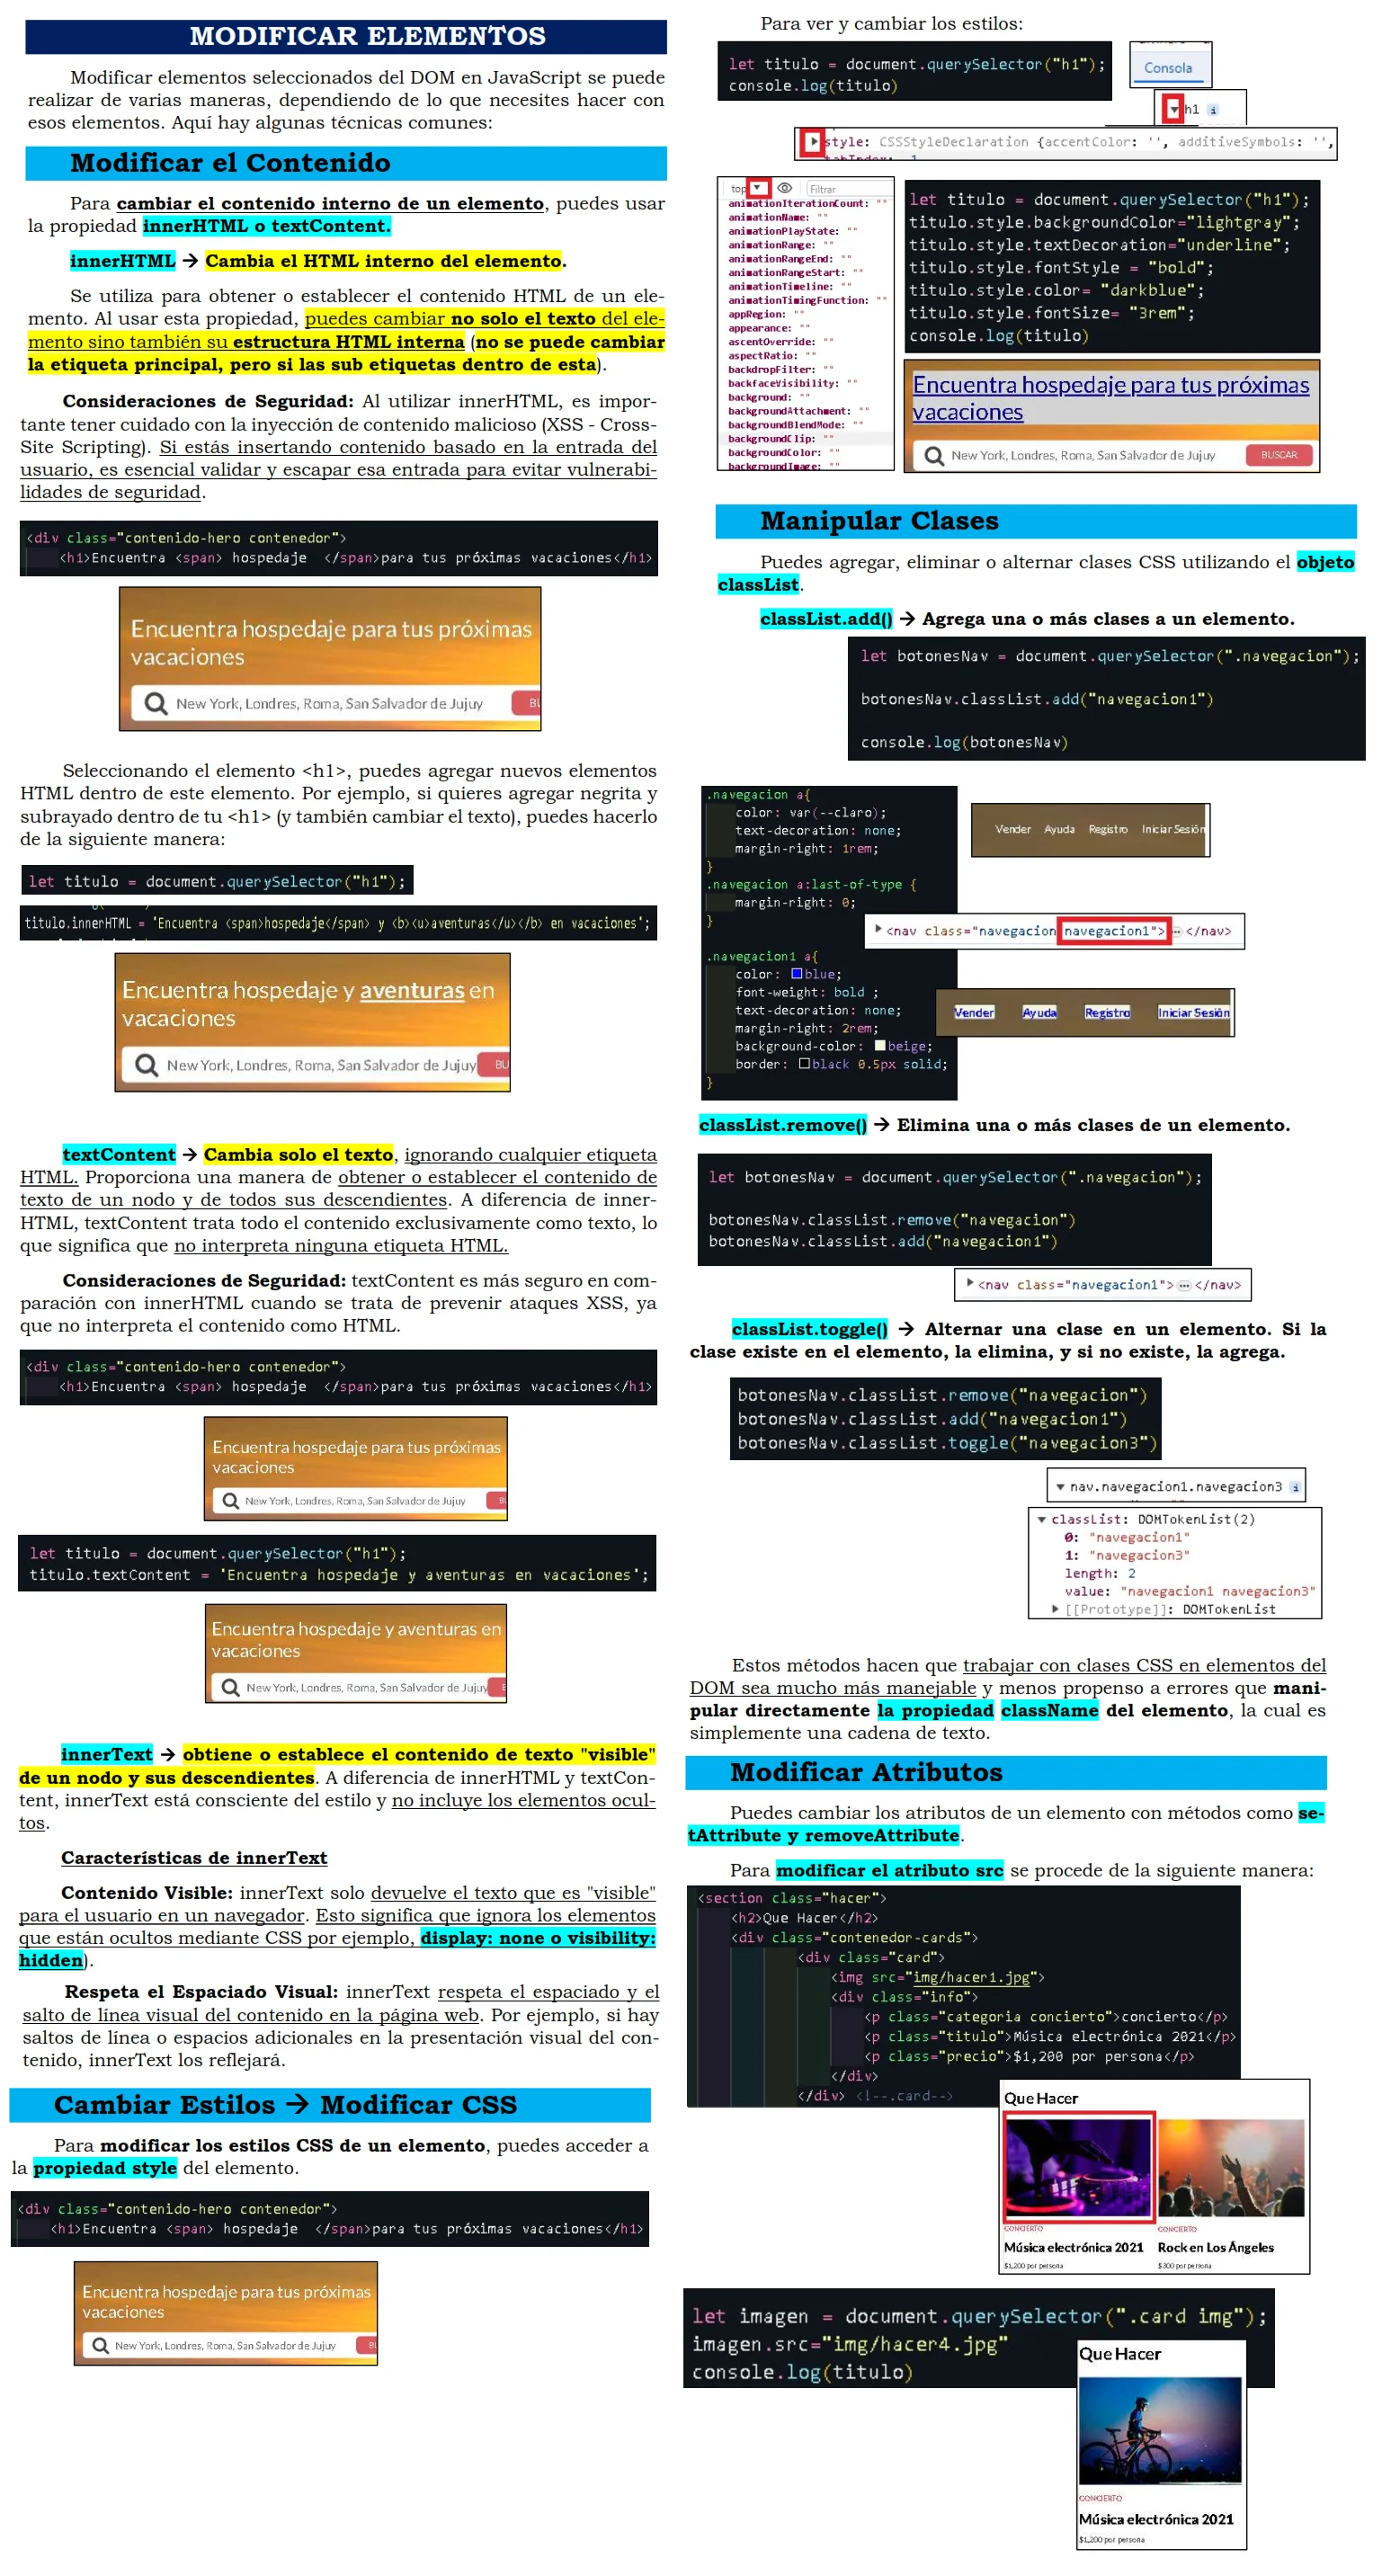 MODIFICAR ELEMENTOS
Modificar elementos seleccionados del DOM en JavaScript se puede
realizar de varias maneras, dependiendo de lo que necesites hacer con
esos elementos. Aquí hay algunas técnicas comunes:
Modificar el Contenido
Para cambiar el contenido interno de un elemento, puedes usar
la propiedad innerHTML o textContent.
innerHTML → Cambia el HTML interno del elemento.
Se utiliza para obtener o establecer el contenido HTML de un ele-
mento. Al usar esta propiedad, puedes cambiar no solo el texto del ele-
mento sino también su estructura HTML interna (no se puede cambiar
la etiqueta principal, pero si las sub etiquetas dentro de esta).
Consideraciones de Seguridad: Al utilizar innerHTML, es impor-
tante tener cuidado con la inyección de contenido malicioso (XSS - Cross-
Site Scripting). Si estás insertando contenido basado en la entrada del
usuario, es esencial validar y escapar esa entrada para evitar vulnerabi-
lidades de seguridad.
<div class="contenido-hero contenedor">
<h1>Encuentra <span> hospedaje  </span>para tus próximas vacaciones</h1>
Encuentra hospedaje para tus próximas
vacaciones
New York, Londres, Roma, San Salvador de Jujuy BU
Seleccionando el elemento <h1>, puedes agregar nuevos elementos
HTML dentro de este elemento. Por ejemplo, si quieres agregar negrita y
subrayado dentro de tu <h1> (y también cambiar el texto), puedes hacerlo
de la siguiente manera:
let titulo = document.querySelector("h1");
titulo.innerHTML = 'Encuentra <span>hospedaje</span> y <b><u>aventuras</u></b> en vacaciones';
Encuentra hospedaje y aventuras en
vacaciones
New York, Londres, Roma, San Salvador de Jujuy BU
textContent → Cambia solo el texto, ignorando cualquier etiqueta
HTML. Proporciona una manera de obtener o establecer el contenido de
texto de un nodo y de todos sus descendientes. A diferencia de inner-
HTML, textContent trata todo el contenido exclusivamente como texto, lo
que significa que no interpreta ninguna etiqueta HTML.
Consideraciones de Seguridad: textContent es más seguro en com-
paración con innerHTML cuando se trata de prevenir ataques XSS, ya
que no interpreta el contenido como HTML.
<div class="contenido-hero contenedor">
<h1>Encuentra <span> hospedaje  </span>para tus próximas vacaciones</h1>
Encuentra hospedaje para tus próximas
vacaciones
New York, Londres, Roma, San Salvador de Jujuy
let titulo = document.querySelector("h1");
titulo.textContent = 'Encuentra hospedaje y aventuras en vacaciones';
Encuentra hospedaje y aventuras en
vacaciones
New York, Londres, Roma, San Salvador de Jujuy
innerText → obtiene o establece el contenido de texto "visible"
de un nodo y sus descendientes. A diferencia de innerHTML y textCon-
tent, innerText está consciente del estilo y no incluye los elementos ocul-
tos.
Características de innerText
Contenido Visible: innerText solo devuelve el texto que es "visible"
para el usuario en un navegador. Esto significa que ignora los elementos
que están ocultos mediante CSS por ejemplo, display: none o visibility:
hidden).
Respeta el Espaciado Visual: innerText respeta el espaciado y el
salto de línea visual del contenido en la página web. Por ejemplo, si hay
saltos de línea o espacios adicionales en la presentación visual del con-
tenido, innerText los reflejará.
Cambiar Estilos → Modificar CSS
Para modificar los estilos CSS de un elemento, puedes acceder a
la propiedad style del elemento.
<div class="contenido-hero contenedor">
<h1>Encuentra <span> hospedaje  </span>para tus próximas vacaciones</h1>
Encuentra hospedaje para tus próximas
vacaciones
New York, Londres, Roma, San Salvador de Jujuy
Para ver y cambiar los estilos:
let titulo = document.querySelector("h1");
console.log(titulo)
Consola
▼h1 i
▶style: CSSStyleDeclaration {accentColor: '', additiveSymbols: '',
top ▼ Filtrar
animationIterationCount: ""
animationName: ""
animationPlayState: ""
animationRange: ""
animationRangeEnd: ""
animationRangeStart: ""
animationTimeline: ""
animationTimingFunction: ""
appRegion: ""
appearance: ""
ascentOverride: ""
aspectRatio: ""
backdropFilter: ""
backfaceVisibility: ""
background: ""
backgroundAttachment: ""
backgroundBlendMode: ""
backgroundClip: ""
backgroundColor: ""
backgroundImage: ""
let titulo = document.querySelector("h1");
titulo.style.backgroundColor="lightgray";
titulo.style.textDecoration="underline";
titulo.style.fontStyle = "bold";
titulo.style.color= "darkblue";
titulo.style.fontSize= "3rem";
console.log(titulo)
Encuentra hospedaje para tus próximas
vacaciones
New York, Londres, Roma, San Salvador de Jujuy BUSCAR
Manipular Clases
Puedes agregar, eliminar o alternar clases CSS utilizando el objeto
classList.
classList.add() → Agrega una o más clases a un elemento.
let botonesNav = document.querySelector(".navegacion");
botonesNav.classList.add("navegacion1")
console.log(botonesNav)
.navegacion a{
color: var(--claro);
text-decoration: none;
margin-right: 1rem;
}
.navegacion a:last-of-type {
margin-right: 0;
}
.navegacion1 a{
color: blue;
font-weight: bold ;
text-decoration: none;
margin-right: 2rem;
background-color: beige;
border: black 0.5px solid;
}
Vender Ayuda Registro Iniciar Sesión
▶<nav class="navegacion navegacion1">…</nav>
Vender Ayuda Registro Iniciar Sesión
classList.remove() → Elimina una o más clases de un elemento.
let botonesNav = document.querySelector(".navegacion");
botonesNav.classList.remove("navegacion")
botonesNav.classList.add("navegacion1")
▶<nav class="navegacion1">…</nav>
classList.toggle() → Alternar una clase en un elemento. Si la
clase existe en el elemento, la elimina, y si no existe, la agrega.
botonesNav.classList.remove("navegacion")
botonesNav.classList.add("navegacion1")
botonesNav.classList.toggle("navegacion3")
▼ nav.navegacion1.navegacion3 i
▼ classList: DOMTokenList(2)
0: "navegacion1"
1: "navegacion3"
length: 2
value: "navegacion1 navegacion3"
▶ [[Prototype]]: DOMTokenList
Estos métodos hacen que trabajar con clases CSS en elementos del
DOM sea mucho más manejable y menos propenso a errores que mani-
pular directamente la propiedad className del elemento, la cual es
simplemente una cadena de texto.
Modificar Atributos
Puedes cambiar los atributos de un elemento con métodos como se-
tAttribute y removeAttribute.
Para modificar el atributo src se procede de la siguiente manera:
<section class="hacer">
<h2>Que Hacer</h2>
<div class="contenedor-cards">
<div class="card">
<img src="img/hacer1.jpg">
<div class="info">
<p class="categoria concierto">concierto</p>
<p class="titulo">Música electrónica 2021</p>
<p class="precio">$1,200 por persona</p>
</div>
</div> <!--.card-->
Que Hacer
CONCIERTO CONCIERTO
Música electrónica 2021 Rock en Los Ángeles
$1,200 por persona $300 por persona
let imagen = document.querySelector(".card img");
imagen.src="img/hacer4.jpg"
console.log(titulo)
Que Hacer
CONCIERTO
Música electrónica 2021
$1,200 por persona